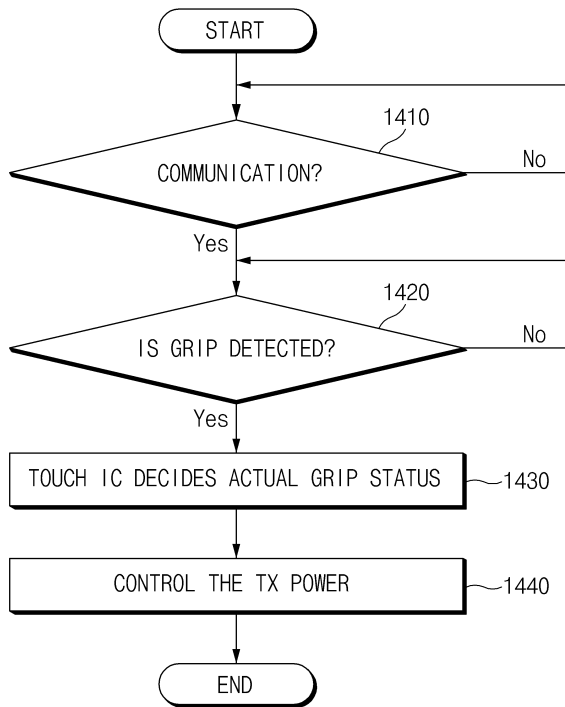 START
1410
COMMUNICATION?
No
Yes
1420
IS GRIP DETECTED?
No
Yes
TOUCH IC DECIDES ACTUAL GRIP STATUS
1430
CONTROL THE TX POWER
1440
END